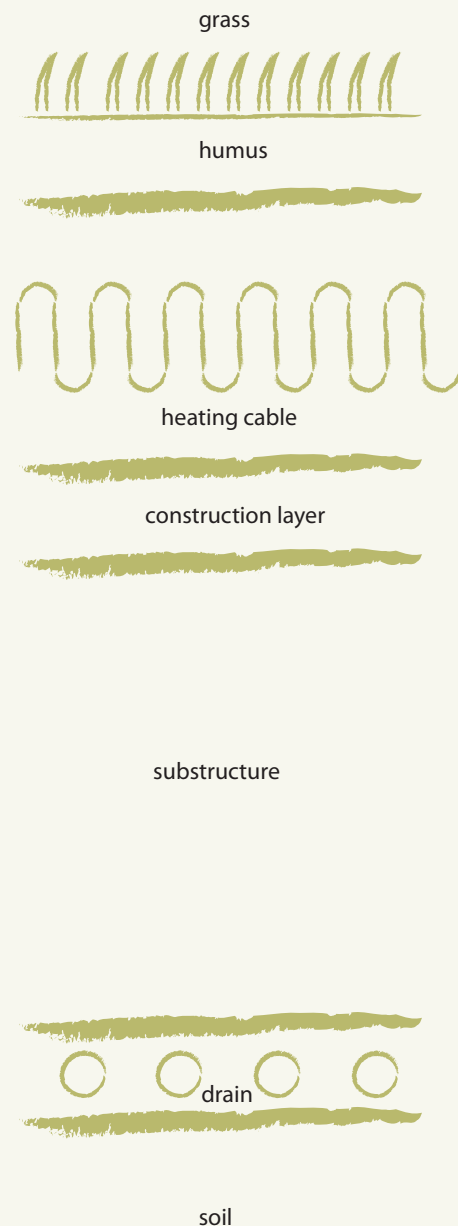 grass
humus
heating cable
construction layer
substructure
drain
soil